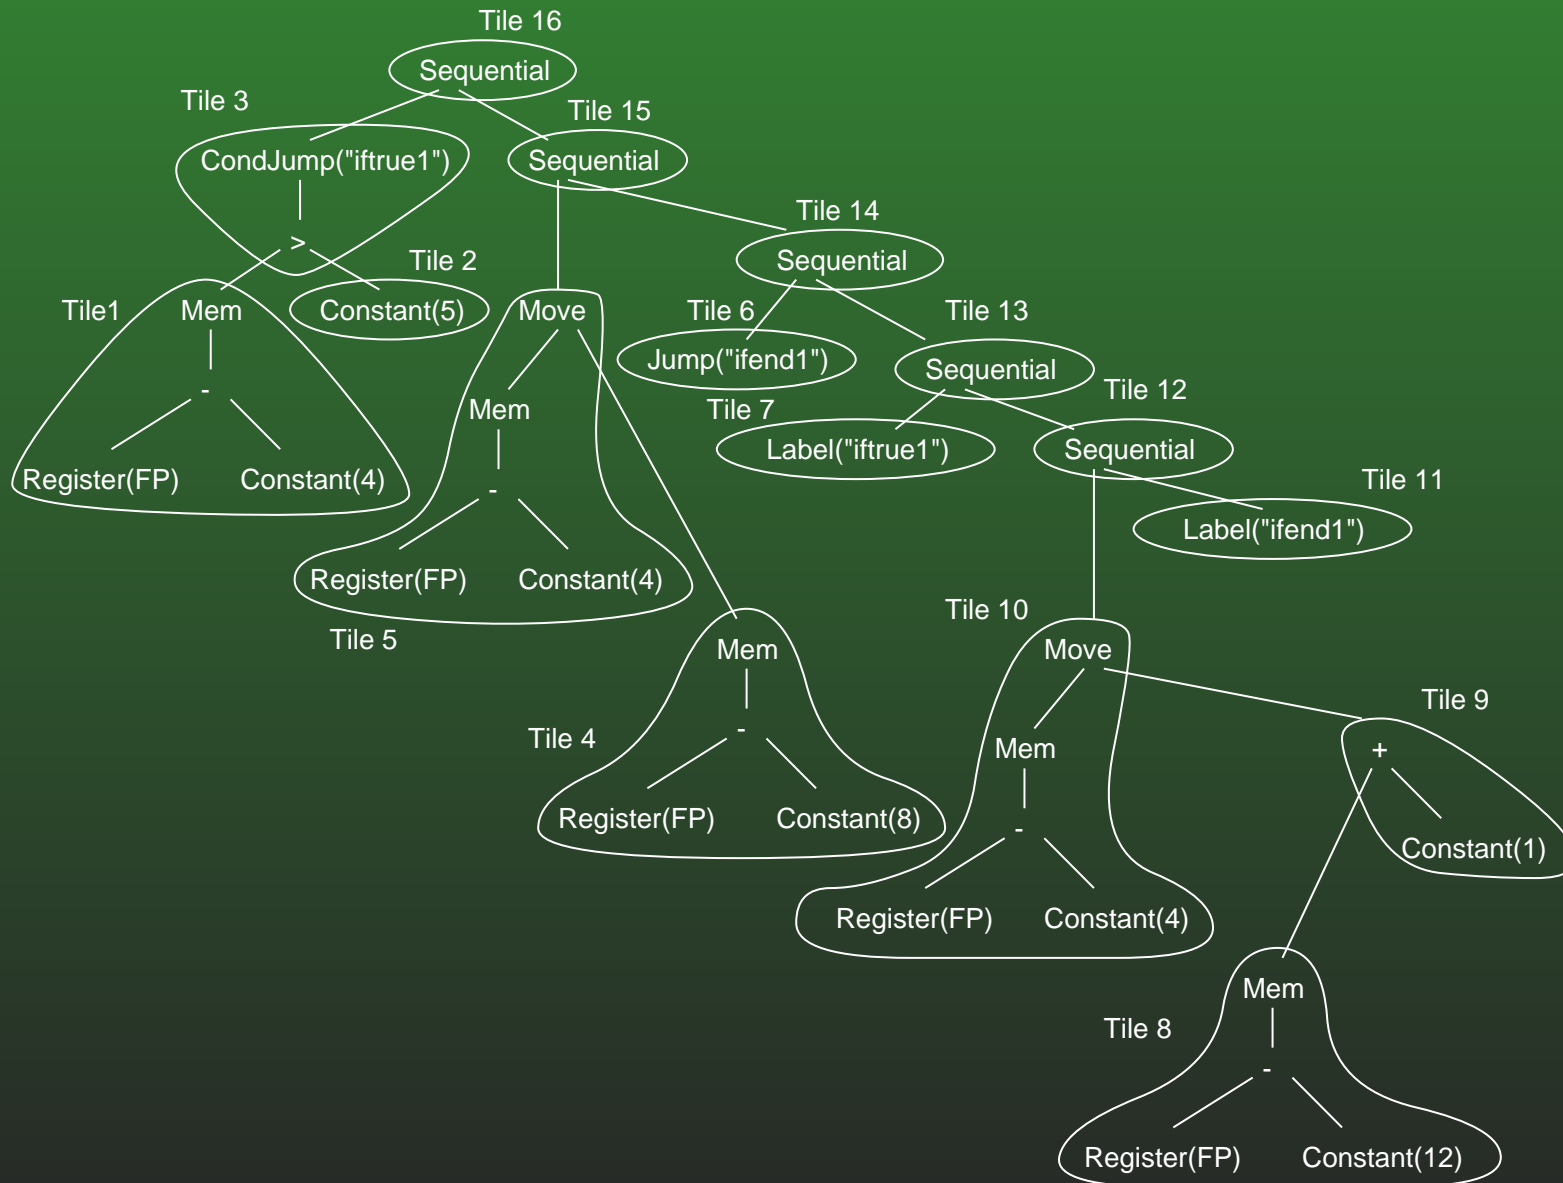 Tile 16
Sequential
Tile 3
Tile 15
CondJump("iftrue1")
Sequential
Tile 14
>
Tile 2
Sequential
Tile1
Mem
Constant(5)
Move
Tile 6
Tile 13
Jump("ifend1")
Sequential
-
Mem
Tile 7
Tile 12
Register(FP)
Constant(4)
Label("iftrue1")
Sequential
Tile 11
-
Label("ifend1")
Register(FP)
Constant(4)
Tile 5
Tile 10
Mem
Move
Tile 9
Tile 4
-
Mem
+
Register(FP)
Constant(8)
-
Constant(1)
Register(FP)
Constant(4)
Mem
Tile 8
-
Register(FP)
Constant(12)